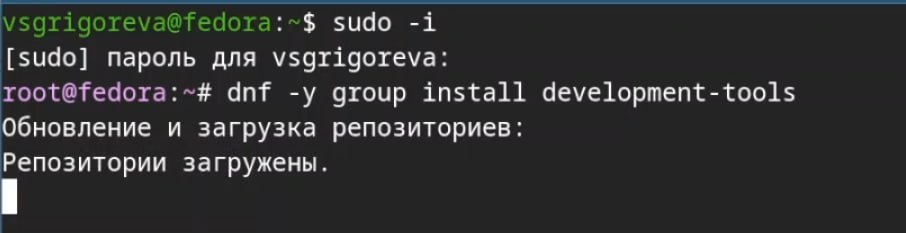 vsgrigoreva@fedora:~$ sudo -i
[sudo] пароль для vsgrigoreva:
root@fedora:~# dnf -y group install development-tools
Обновление и загрузка репозиториев:
Репозитории загружены.